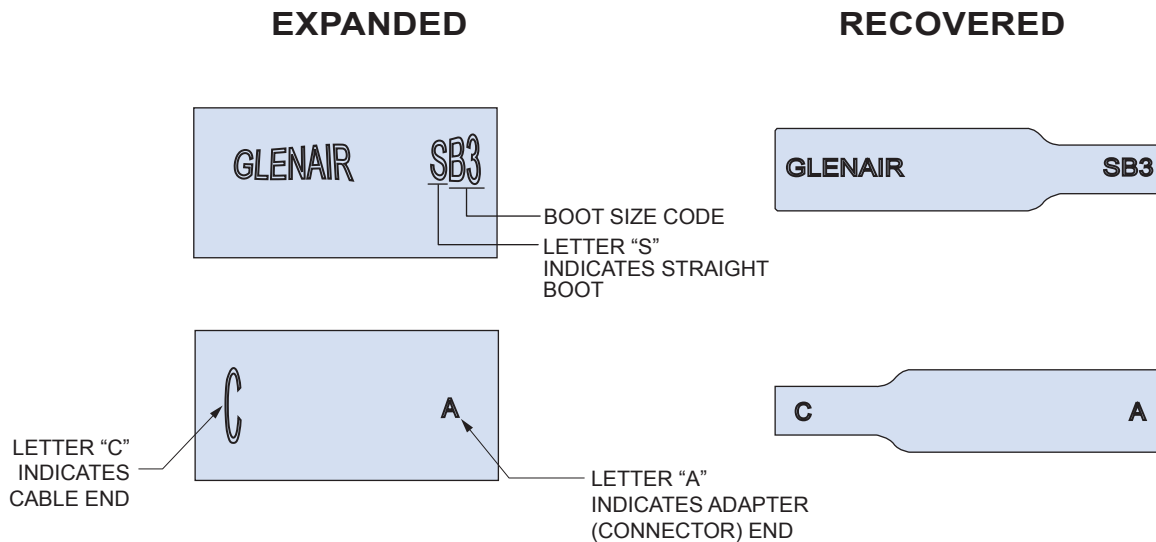 EXPANDED
RECOVERED
GLENAIR SB3
GLENAIR SB3
BOOT SIZE CODE
LETTER “S”
INDICATES STRAIGHT
BOOT
C A
C A
LETTER “C”
INDICATES
CABLE END
LETTER “A”
INDICATES ADAPTER
(CONNECTOR) END